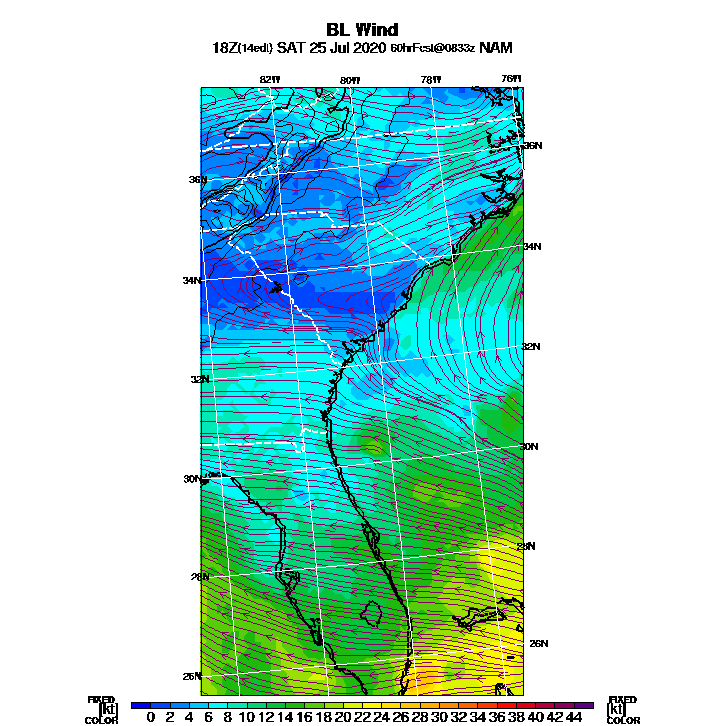 BL Wind
18Z(14edt) SAT 25 Jul 2020 60hrFcst@0833z NAM
82W 80W 78W 76W
36N
36N
34N
34N
32N
32N
30N
30N
28N
28N
26N
26N
FIXED FIXED
[kt] 0 2 4 6 8 10 12 14 16 18 20 22 24 26 28 30 32 34 36 38 40 42 44 [kt]
COLOR COLOR